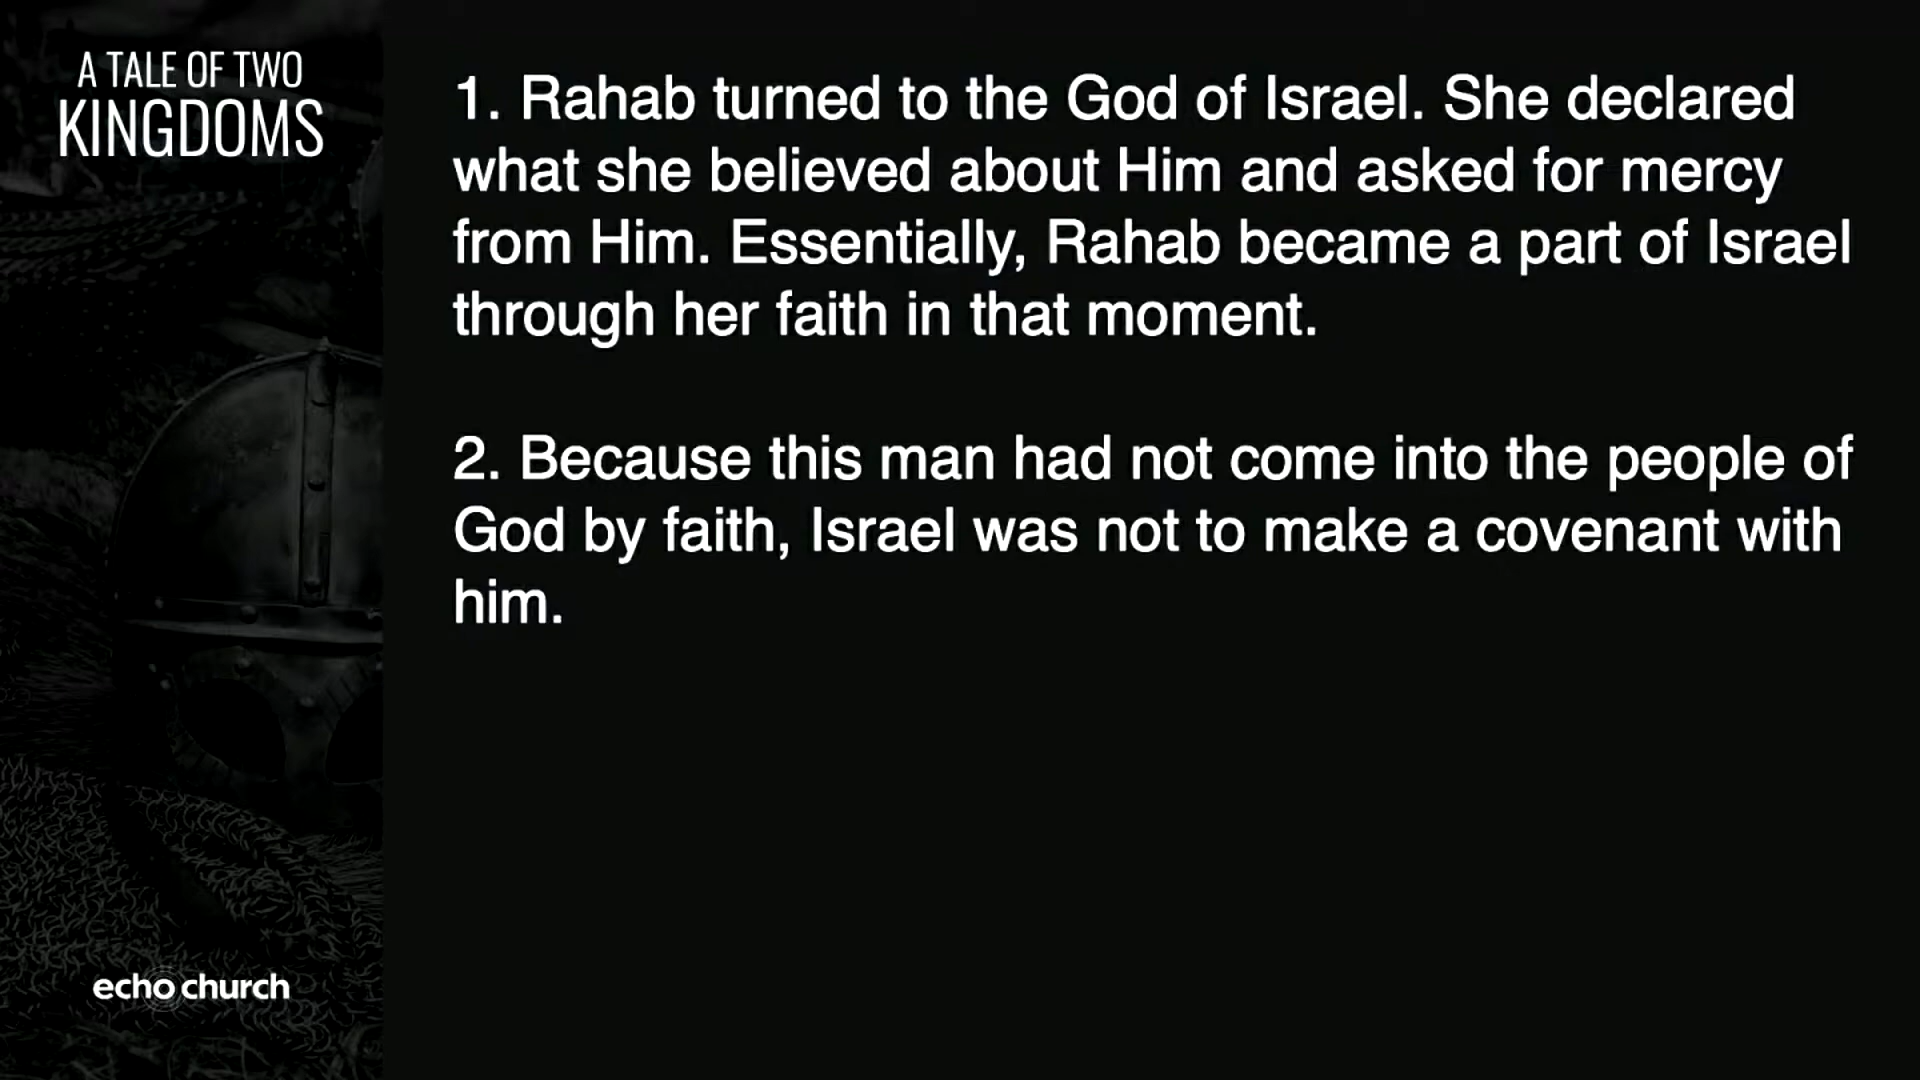 A TALE OF TWO
KINGDOMS
1. Rahab turned to the God of Israel. She declared
what she believed about Him and asked for mercy
from Him. Essentially, Rahab became a part of Israel
through her faith in that moment.
2. Because this man had not come into the people of
God by faith, Israel was not to make a covenant with
him.
echo church